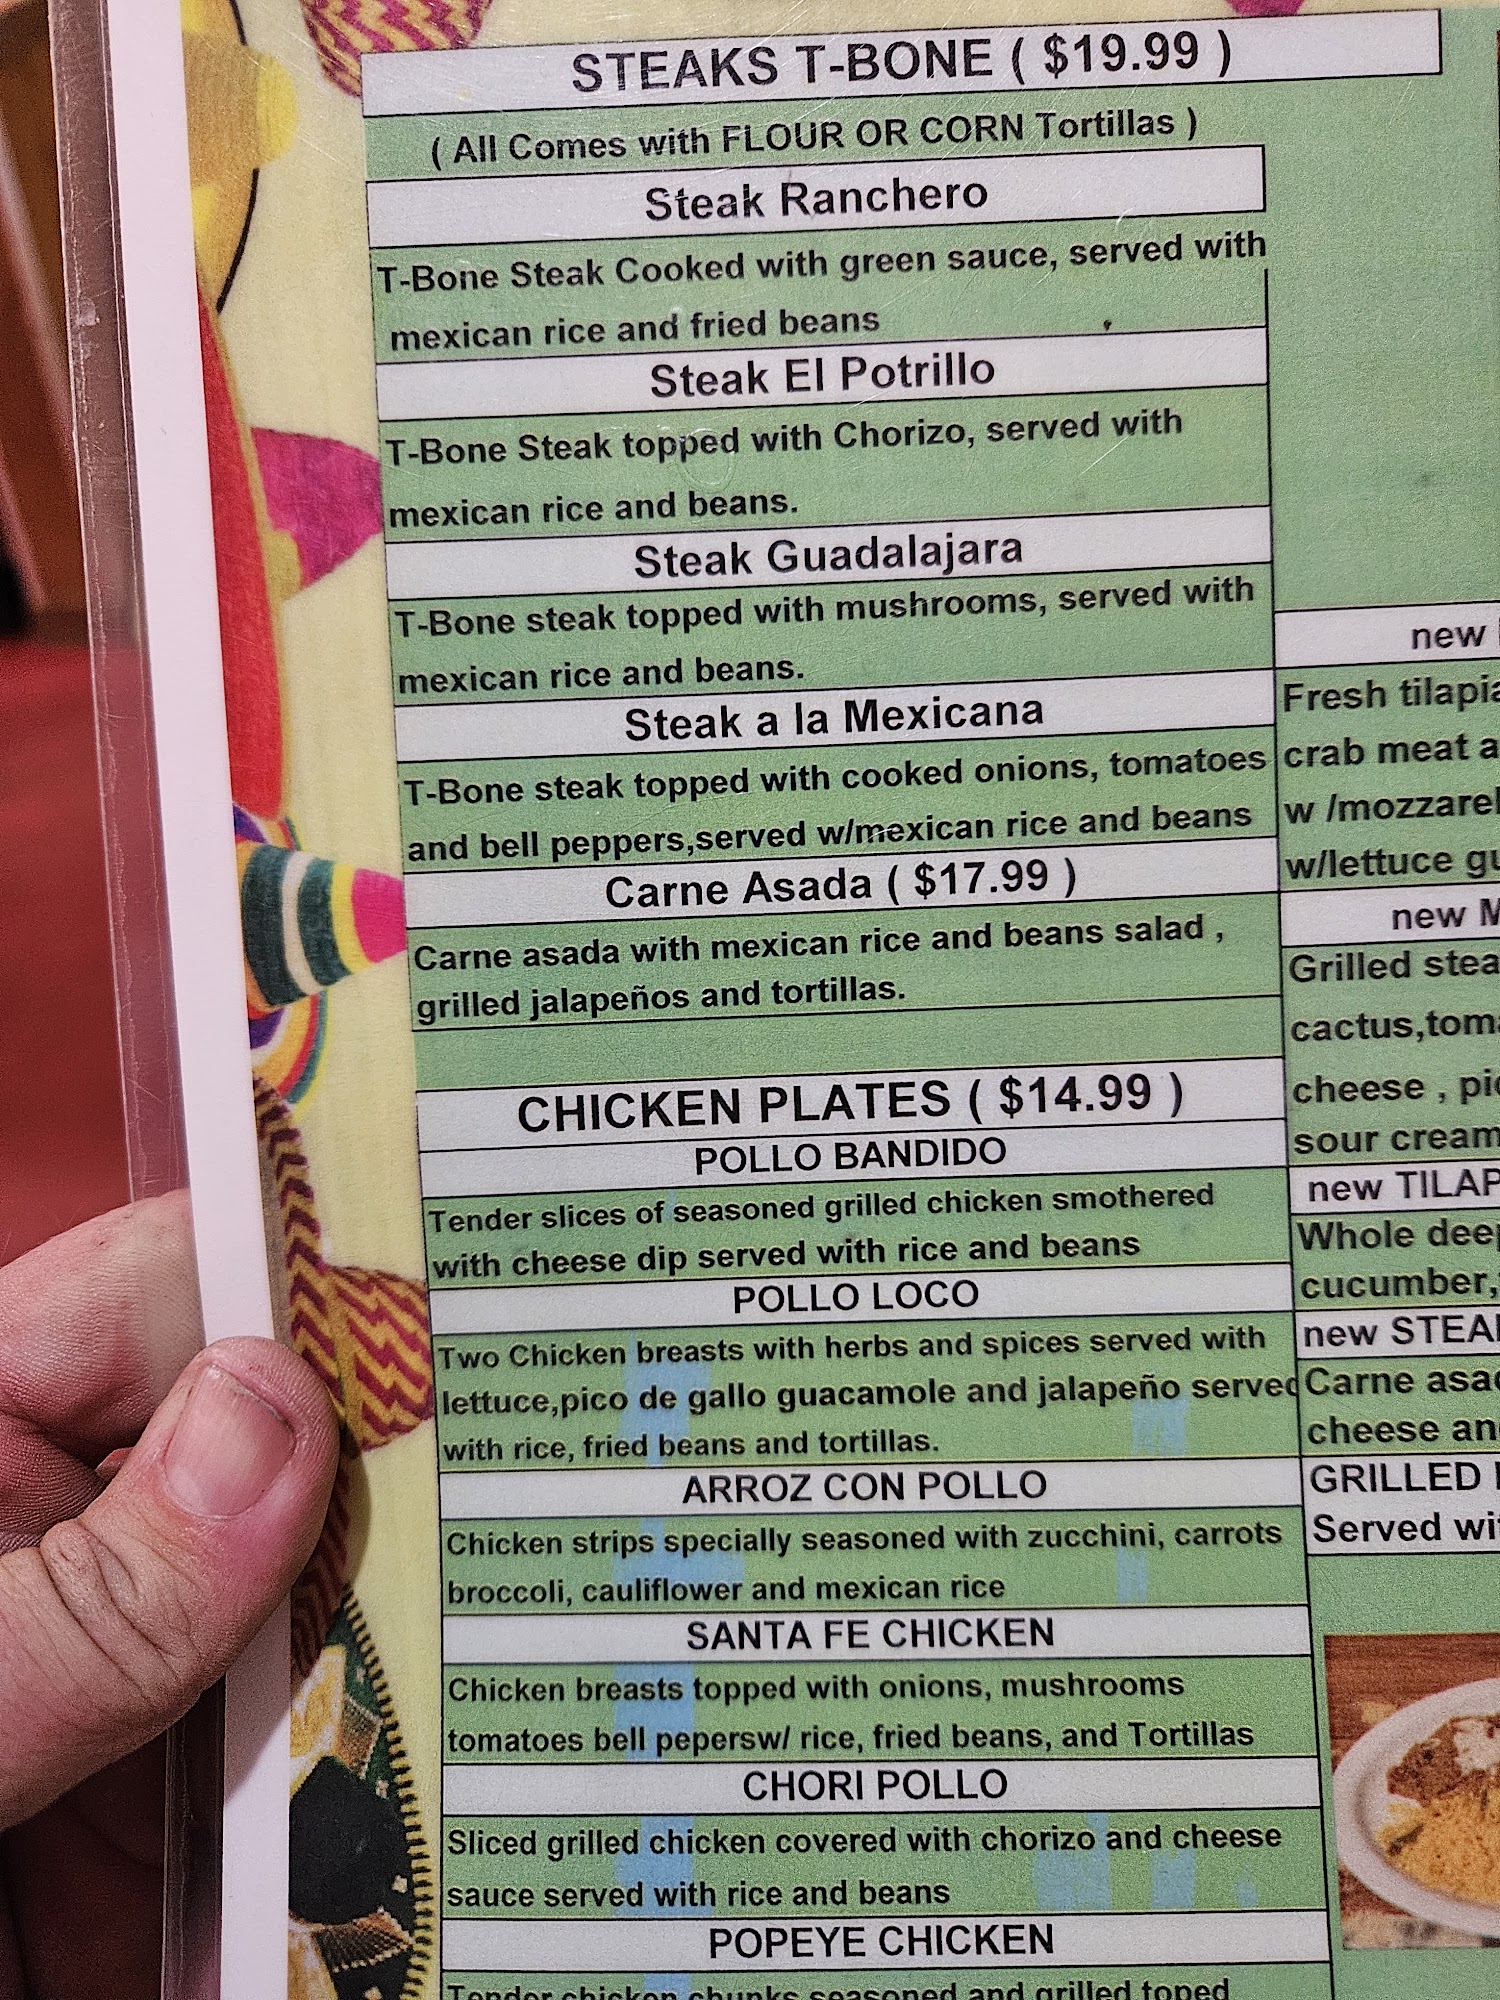 STEAKS T-BONE ( $19.99 )
( All Comes with FLOUR OR CORN Tortillas )
Steak Ranchero
T-Bone Steak Cooked with green sauce, served with
mexican rice and fried beans
Steak El Potrillo
T-Bone Steak topped with Chorizo, served with
mexican rice and beans.
Steak Guadalajara
T-Bone steak topped with mushrooms, served with
mexican rice and beans.
Steak a la Mexicana
T-Bone steak topped with cooked onions, tomatoes
and bell peppers,served w/mexican rice and beans
Carne Asada ( $17.99 )
Carne asada with mexican rice and beans salad ,
grilled jalapeños and tortillas.
CHICKEN PLATES ( $14.99 )
POLLO BANDIDO
Tender slices of seasoned grilled chicken smothered
with cheese dip served with rice and beans
POLLO LOCO
Two Chicken breasts with herbs and spices served with
lettuce,pico de gallo guacamole and jalapeño served
with rice, fried beans and tortillas.
ARROZ CON POLLO
Chicken strips specially seasoned with zucchini, carrots
broccoli, cauliflower and mexican rice
SANTA FE CHICKEN
Chicken breasts topped with onions, mushrooms
tomatoes bell pepersw/ rice, fried beans, and Tortillas
CHORI POLLO
Sliced grilled chicken covered with chorizo and cheese
sauce served with rice and beans
POPEYE CHICKEN
Tender chicken chunks seasoned and grilled toped
new
Fresh
crab meat
w
w/lettuce
new
Grilled
cheese ,
sour cream
new
Whole
cucumber,
new
Carne
cheese
GRILLED
Served